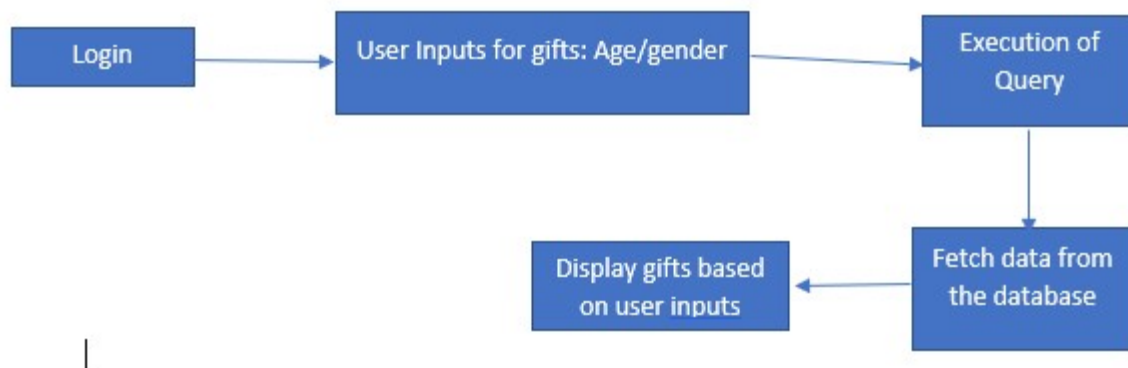 Login
User Inputs for gifts: Age/gender
Execution of
Query
Fetch data from
the database
Display gifts based
on user inputs